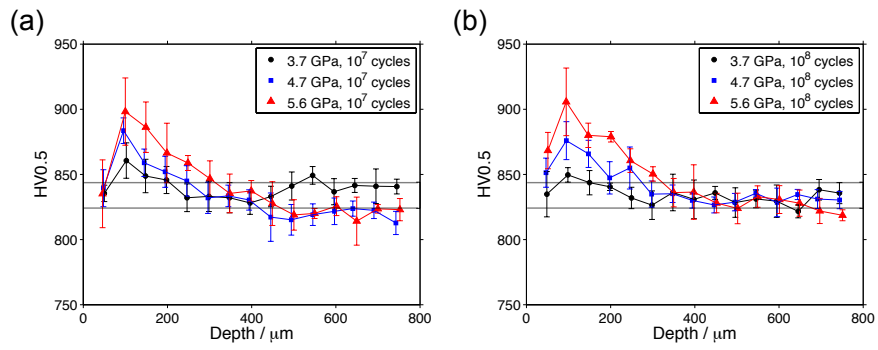 (a)
950
900
850
800
750
HV0.5
0
200
400
600
800
Depth / μm
3.7 GPa, 10⁷ cycles
4.7 GPa, 10⁷ cycles
5.6 GPa, 10⁷ cycles
(b)
950
900
850
800
750
HV0.5
0
200
400
600
800
Depth / μm
3.7 GPa, 10⁸ cycles
4.7 GPa, 10⁸ cycles
5.6 GPa, 10⁸ cycles